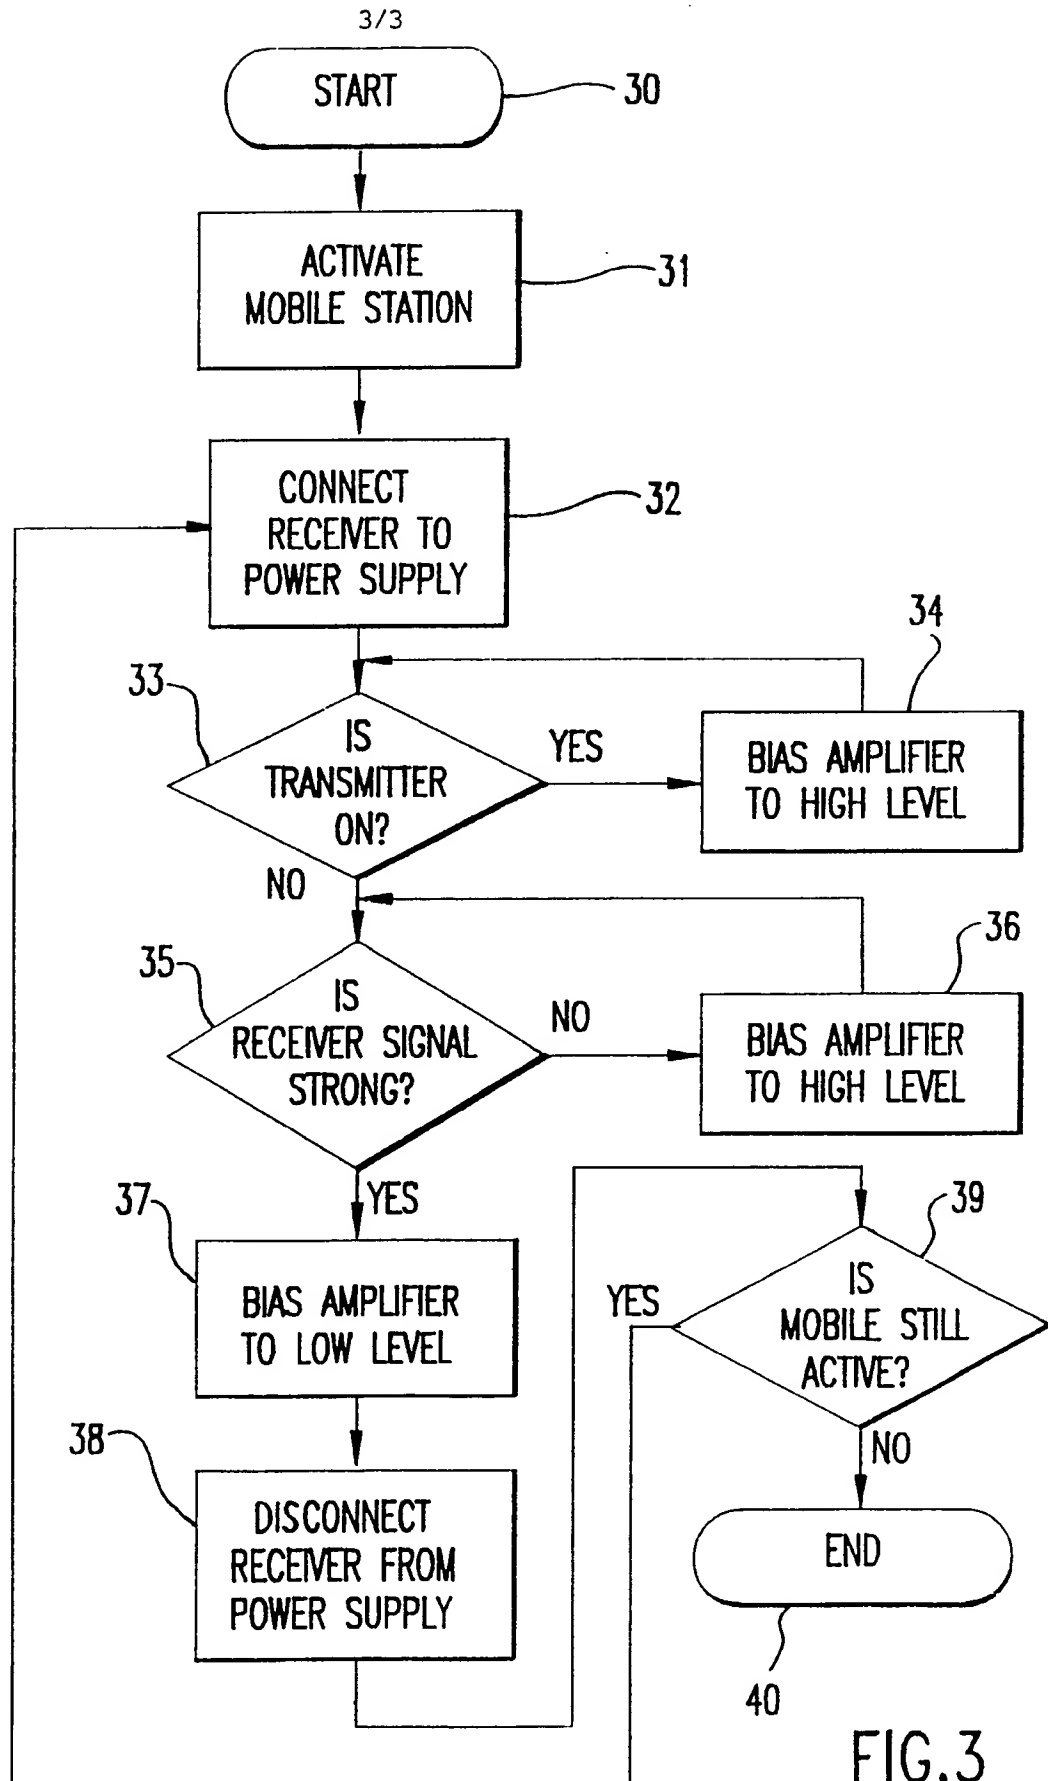 3/3
START
30
ACTIVATE
MOBILE STATION
31
CONNECT
RECEIVER TO
POWER SUPPLY
32
33
IS
TRANSMITTER
ON?
YES
NO
34
BIAS AMPLIFIER
TO HIGH LEVEL
35
IS
RECEIVER SIGNAL
STRONG?
NO
YES
36
BIAS AMPLIFIER
TO HIGH LEVEL
37
BIAS AMPLIFIER
TO LOW LEVEL
38
DISCONNECT
RECEIVER FROM
POWER SUPPLY
39
IS
MOBILE STILL
ACTIVE?
YES
NO
END
40
FIG.3